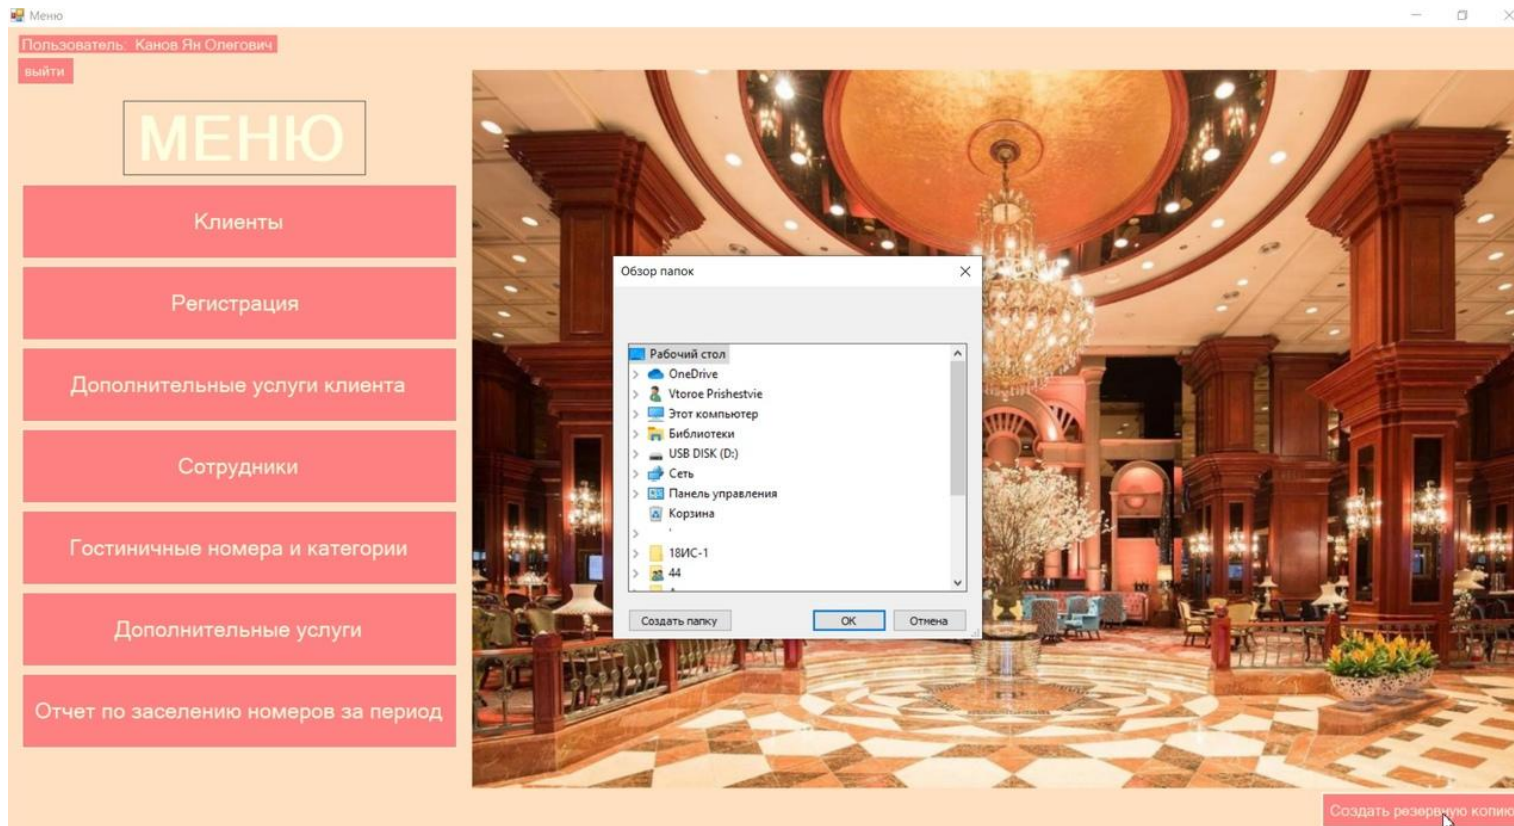 Меню
Пользователь: Канов Ян Олегович
выйти
МЕНЮ
Клиенты
Регистрация
Дополнительные услуги клиента
Сотрудники
Гостиничные номера и категории
Дополнительные услуги
Отчет по заселению номеров за период
Обзор папок
Рабочий стол
OneDrive
Vtoroe Prishestvie
Этот компьютер
Библиотеки
USB DISK (D:)
Сеть
Панель управления
Корзина
'
18ИС-1
44
Создать папку
ОК
Отмена
Создать резервную копию